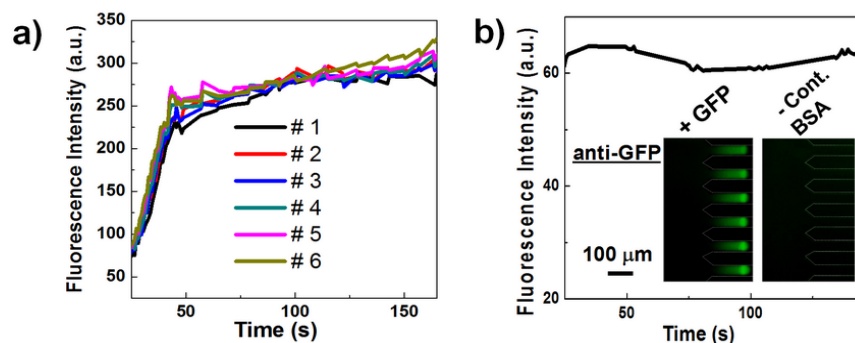 a)
Fluorescence Intensity (a.u.)
350
300
250
200
150
100
50
# 1
# 2
# 3
# 4
# 5
# 6
50
100
150
Time (s)
b)
Fluorescence Intensity (a.u.)
60
40
20
+ GFP
- Cont.
BSA
anti-GFP
100 μm
50
100
Time (s)